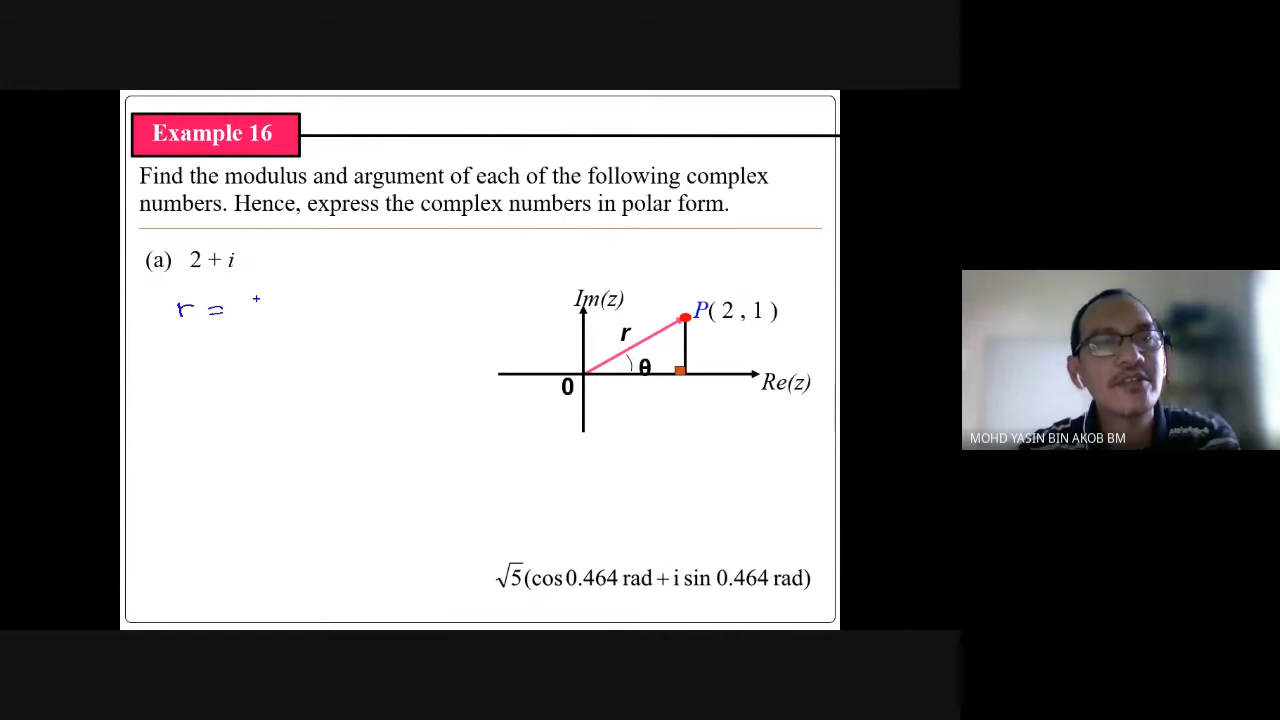 Example 16
Find the modulus and argument of each of the following complex
numbers. Hence, express the complex numbers in polar form.
(a) 2 + i
r =
Im(z)
P( 2 , 1 )
r
θ
0
Re(z)
√5(cos 0.464 rad + i sin 0.464 rad)
MOHD YASIN BIN AKOB BM